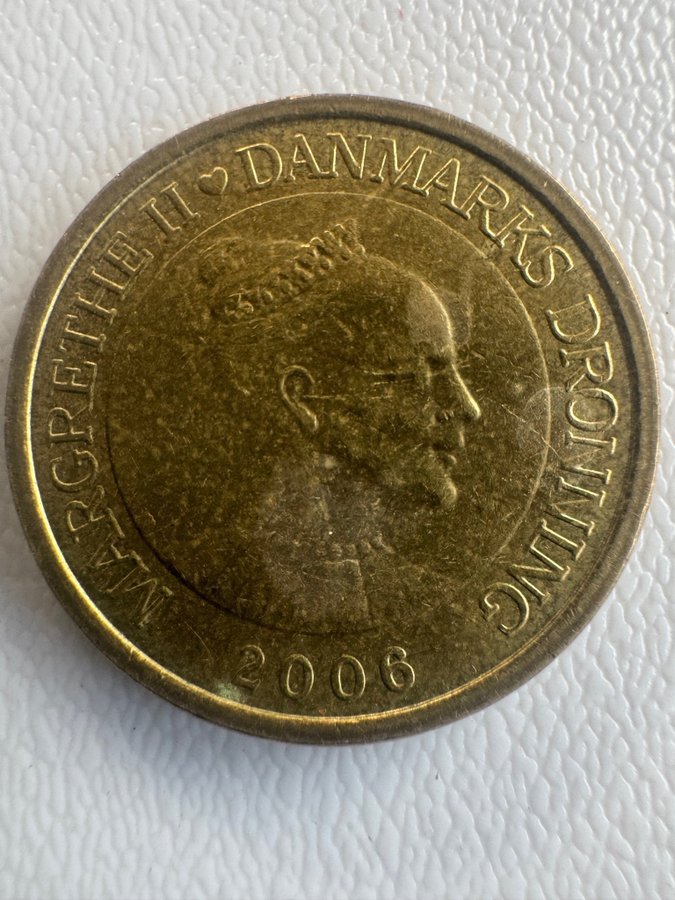 MARGRETHE II ♥ DANMARKS DRONNING
2006